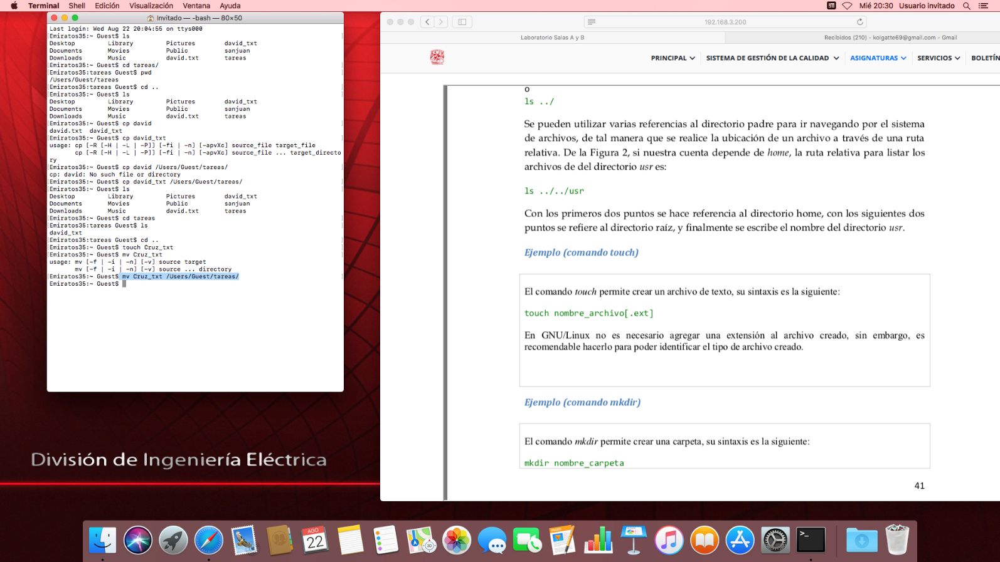 Terminal Shell Edición Visualización Ventana Ayuda
Mié 20:30 Usuario invitado
Invitado — -bash — 80×50
Last login: Wed Aug 22 20:04:55 on ttys000
[Emiratos35:~ Guest$ ls ]
Desktop Library Pictures david_txt
Documents Movies Public sanjuan
Downloads Music david.txt tareas
[Emiratos35:~ Guest$ cd tareas/ ]
[Emiratos35:tareas Guest$ pwd ]
/Users/Guest/tareas
[Emiratos35:tareas Guest$ cd .. ]
[Emiratos35:~ Guest$ ls ]
Desktop Library Pictures david_txt
Documents Movies Public sanjuan
Downloads Music david.txt tareas
[Emiratos35:~ Guest$ cp david ]
david.txt david_txt
[Emiratos35:~ Guest$ cp david_txt ]
usage: cp [-R [-H | -L | -P]] [-fi | -n] [-apvXc] source_file target_file
cp [-R [-H | -L | -P]] [-fi | -n] [-apvXc] source_file ... target_directo
ry
[Emiratos35:~ Guest$ cp david /Users/Guest/tareas/ ]
cp: david: No such file or directory
[Emiratos35:~ Guest$ cp david_txt /Users/Guest/tareas/ ]
[Emiratos35:~ Guest$ ls ]
Desktop Library Pictures david_txt
Documents Movies Public sanjuan
Downloads Music david.txt tareas
[Emiratos35:~ Guest$ cd tareas ]
[Emiratos35:tareas Guest$ ls ]
david_txt
[Emiratos35:tareas Guest$ cd .. ]
[Emiratos35:~ Guest$ touch Cruz_txt ]
[Emiratos35:~ Guest$ mv Cruz_txt ]
usage: mv [-f | -i | -n] [-v] source target
mv [-f | -i | -n] [-v] source ... directory
[Emiratos35:~ Guest$ mv Cruz_txt /Users/Guest/tareas/ ]
Emiratos35:~ Guest$
División de Ingeniería Eléctrica
192.168.3.200
Laboratorio Salas A y B
Recibidos (210) - kolgatte69@gmail.com - Gmail
PRINCIPAL SISTEMA DE GESTIÓN DE LA CALIDAD ASIGNATURAS SERVICIOS BOLETÍN
o
ls ../
Se pueden utilizar varias referencias al directorio padre para ir navegando por el sistema
de archivos, de tal manera que se realice la ubicación de un archivo a través de una ruta
relativa. De la Figura 2, si nuestra cuenta depende de home, la ruta relativa para listar los
archivos de del directorio usr es:
ls ../../usr
Con los primeros dos puntos se hace referencia al directorio home, con los siguientes dos
puntos se refiere al directorio raíz, y finalmente se escribe el nombre del directorio usr.
Ejemplo (comando touch)
El comando touch permite crear un archivo de texto, su sintaxis es la siguiente:
touch nombre_archivo[.ext]
En GNU/Linux no es necesario agregar una extensión al archivo creado, sin embargo, es
recomendable hacerlo para poder identificar el tipo de archivo creado.
Ejemplo (comando mkdir)
El comando mkdir permite crear una carpeta, su sintaxis es la siguiente:
mkdir nombre_carpeta
41
AGO
22
3D
PAGES
>_